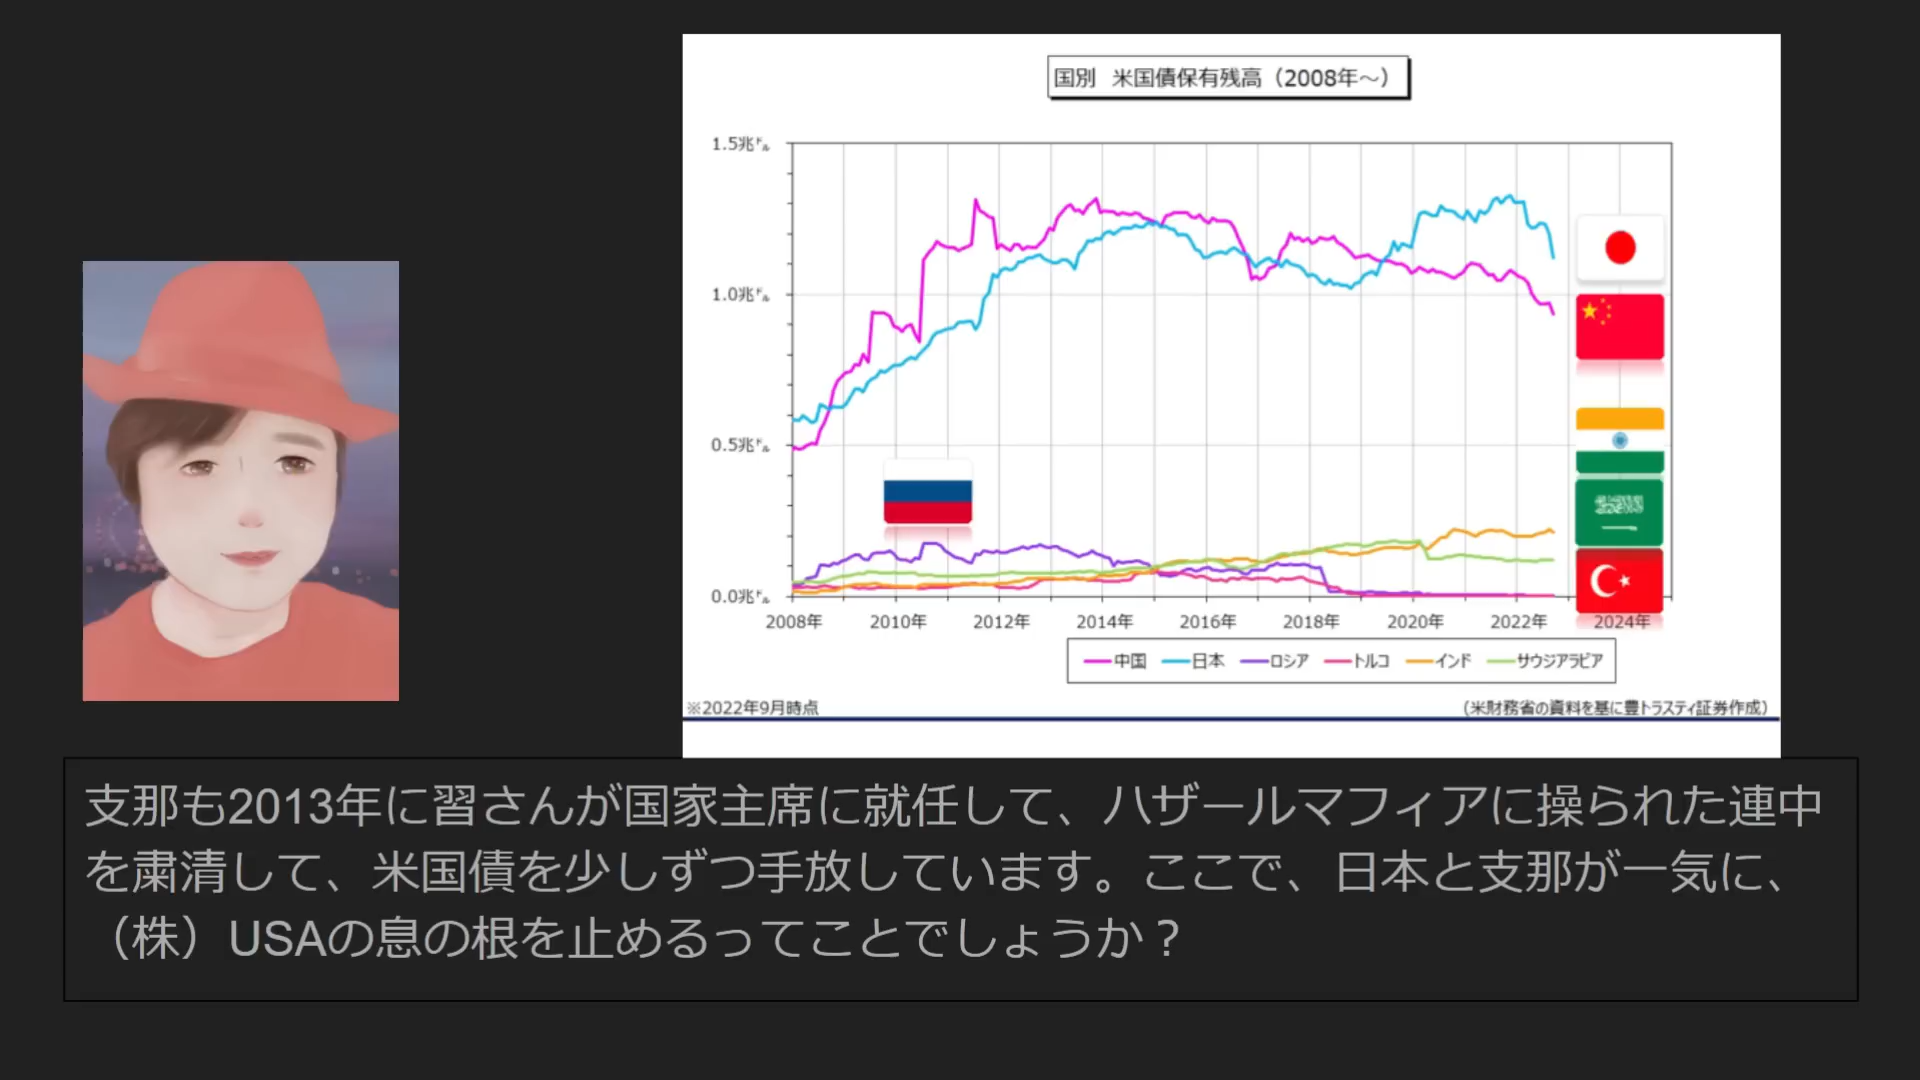 国別 米国債保有残高（2008年～）
1.5兆㌦
1.0兆㌦
0.5兆㌦
0.0兆㌦
2008年 2010年 2012年 2014年 2016年 2018年 2020年 2022年 2024年
中国 日本 ロシア トルコ インド サウジアラビア
※2022年9月時点
（米財務省の資料を基に豊トラスティ証券作成）
支那も2013年に習さんが国家主席に就任して、ハザールマフィアに操られた連中
を粛清して、米国債を少しずつ手放しています。ここで、日本と支那が一気に、
（株）USAの息の根を止めるってことでしょうか？